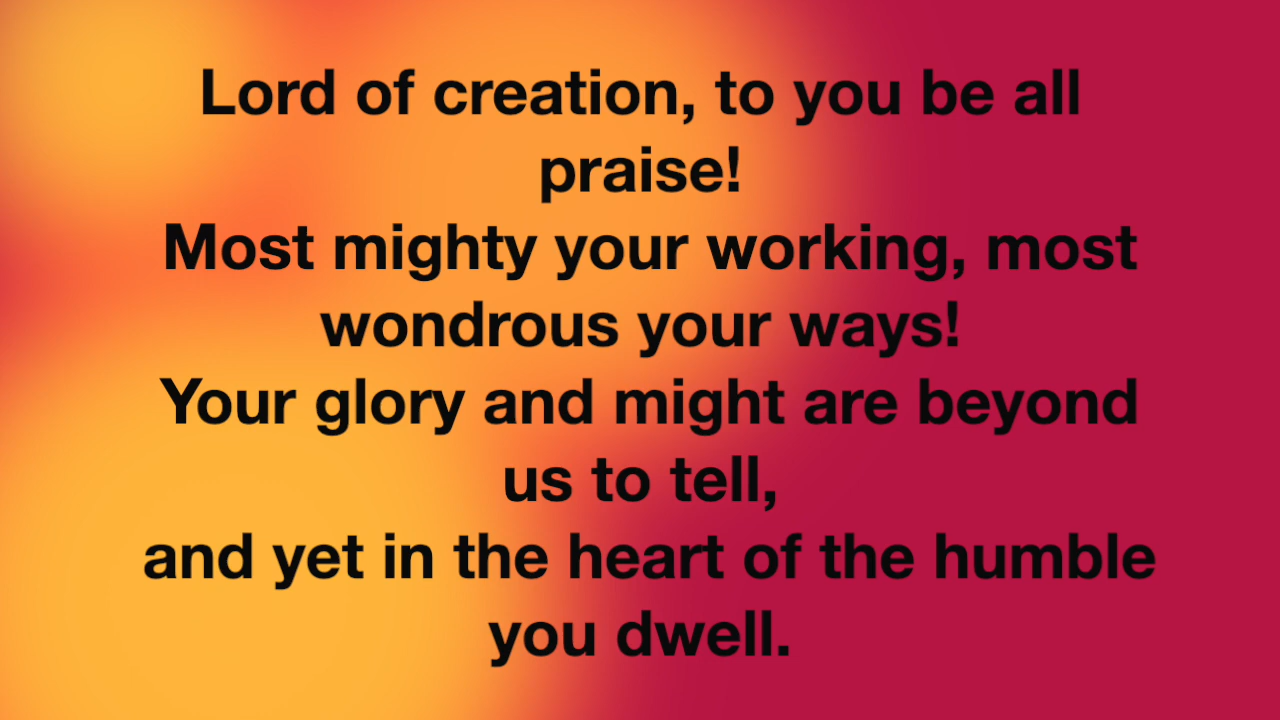 Lord of creation, to you be all
praise!
Most mighty your working, most
wondrous your ways!
Your glory and might are beyond
us to tell,
and yet in the heart of the humble
you dwell.